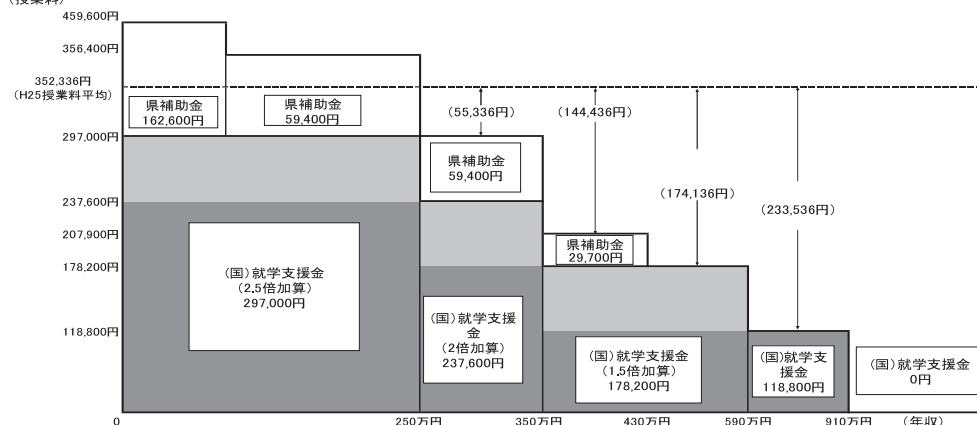 (授業料)
459,600円
356,400円
352,336円
(H25授業料平均)
297,000円
237,600円
207,900円
178,200円
118,800円
県補助金
162,600円
県補助金
59,400円
(55,336円)
(144,436円)
(174,136円)
(233,536円)
県補助金
59,400円
県補助金
29,700円
(国)就学支援金
(2.5倍加算)
297,000円
(国)就学支援
金
(2倍加算)
237,600円
(国)就学支援金
(1.5倍加算)
178,200円
(国)就学支
援金
118,800円
(国)就学支援金
0円
0
250万円
350万円
430万円
590万円
910万円
(年収)